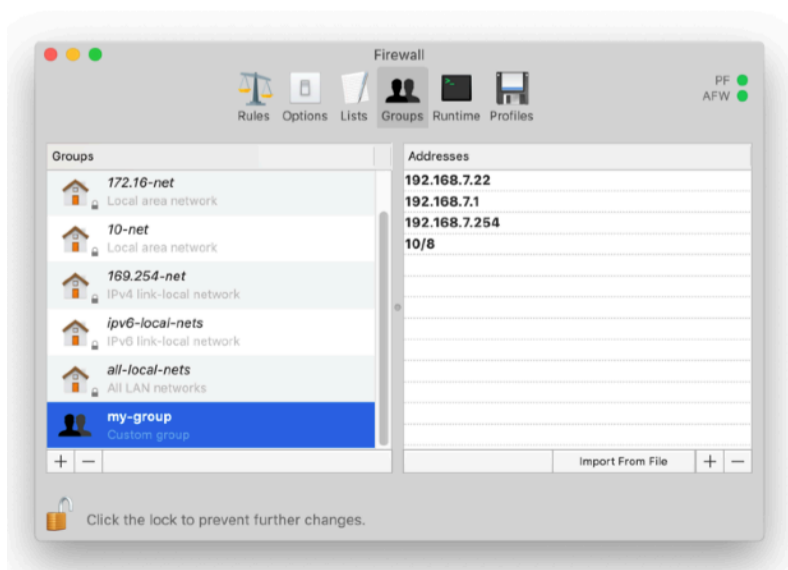 Firewall
Rules Options Lists Groups Runtime Profiles
PF
AFW
Groups
172.16-net
Local area network
10-net
Local area network
169.254-net
IPv4 link-local network
ipv6-local-nets
IPv6 link-local network
all-local-nets
All LAN networks
my-group
Custom group
+ −
Addresses
192.168.7.22
192.168.7.1
192.168.7.254
10/8
Import From File + −
Click the lock to prevent further changes.